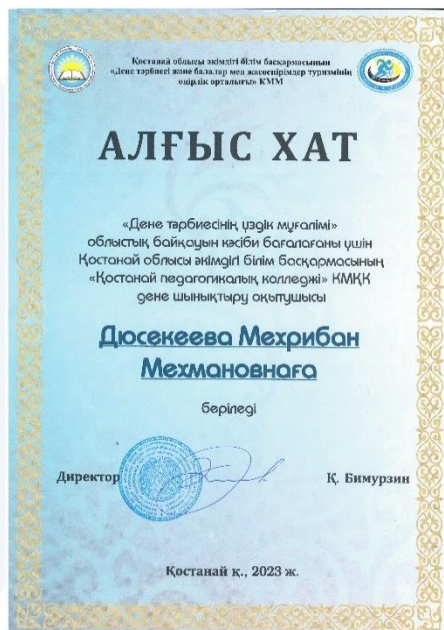 Қостанай облысы әкімдігі білім басқармасының
«Дене тәрбиесі және балалар мен жасөспірімдер туризмінің
өңірлік орталығы» КММ
АЛҒЫС ХАТ
«Дене тәрбиесінің үздік мұғалімі»
облыстық байқауын кәсіби бағалағаны үшін
Қостанай облысы әкімдігі білім басқармасының
«Қостанай педагогикалық колледжі» КМҚК
дене шынықтыру оқытушысы
Дюсекеева Мехрибан
Мехмановнаға
беріледі
Директор
Қ. Бимурзин
Қостанай қ., 2023 ж.